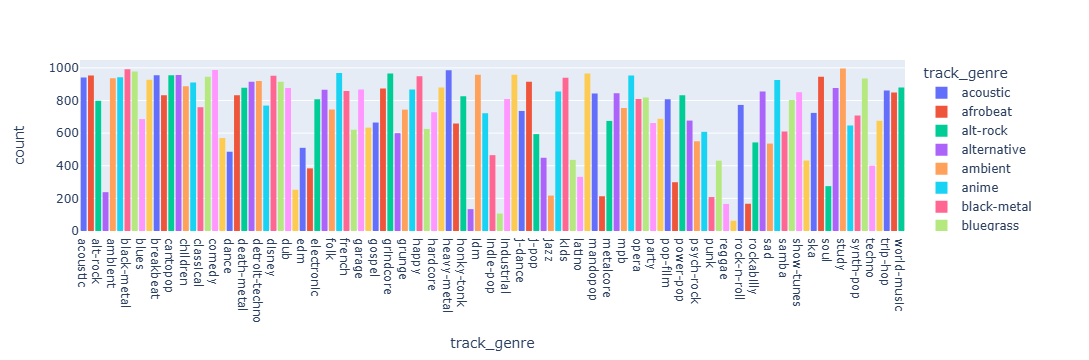 track_genre
count
1000
800
600
400
200
0
acoustic
alt-rock
ambient
black-metal
blues
breakbeat
cantopop
children
classical
comedy
dance
death-metal
detroit-techno
disney
dub
edm
electronic
folk
french
garage
gospel
grindcore
grunge
happy
hardcore
heavy-metal
honky-tonk
idm
indie-pop
industrial
j-dance
j-pop
jazz
kids
latino
mandopop
metalcore
mpb
opera
party
pop-film
power-pop
psych-rock
punk
reggae
rock-n-roll
rockabilly
sad
samba
show-tunes
ska
soul
study
synth-pop
techno
trip-hop
world-music
track_genre
acoustic
afrobeat
alt-rock
alternative
ambient
anime
black-metal
bluegrass